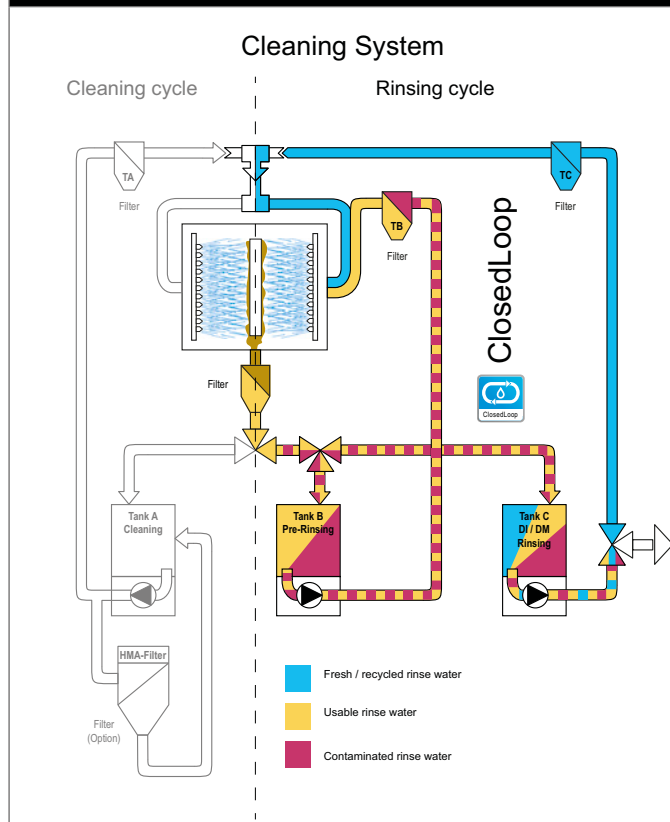 Cleaning System
Cleaning cycle
Rinsing cycle
TA
Filter
TC
Filter
TB
Filter
ClosedLoop
ClosedLoop
Filter
Tank A
Cleaning
Tank B
Pre-Rinsing
Tank C
DI / DM
Rinsing
HMA-Filter
Filter
(Option)
Fresh / recycled rinse water
Usable rinse water
Contaminated rinse water